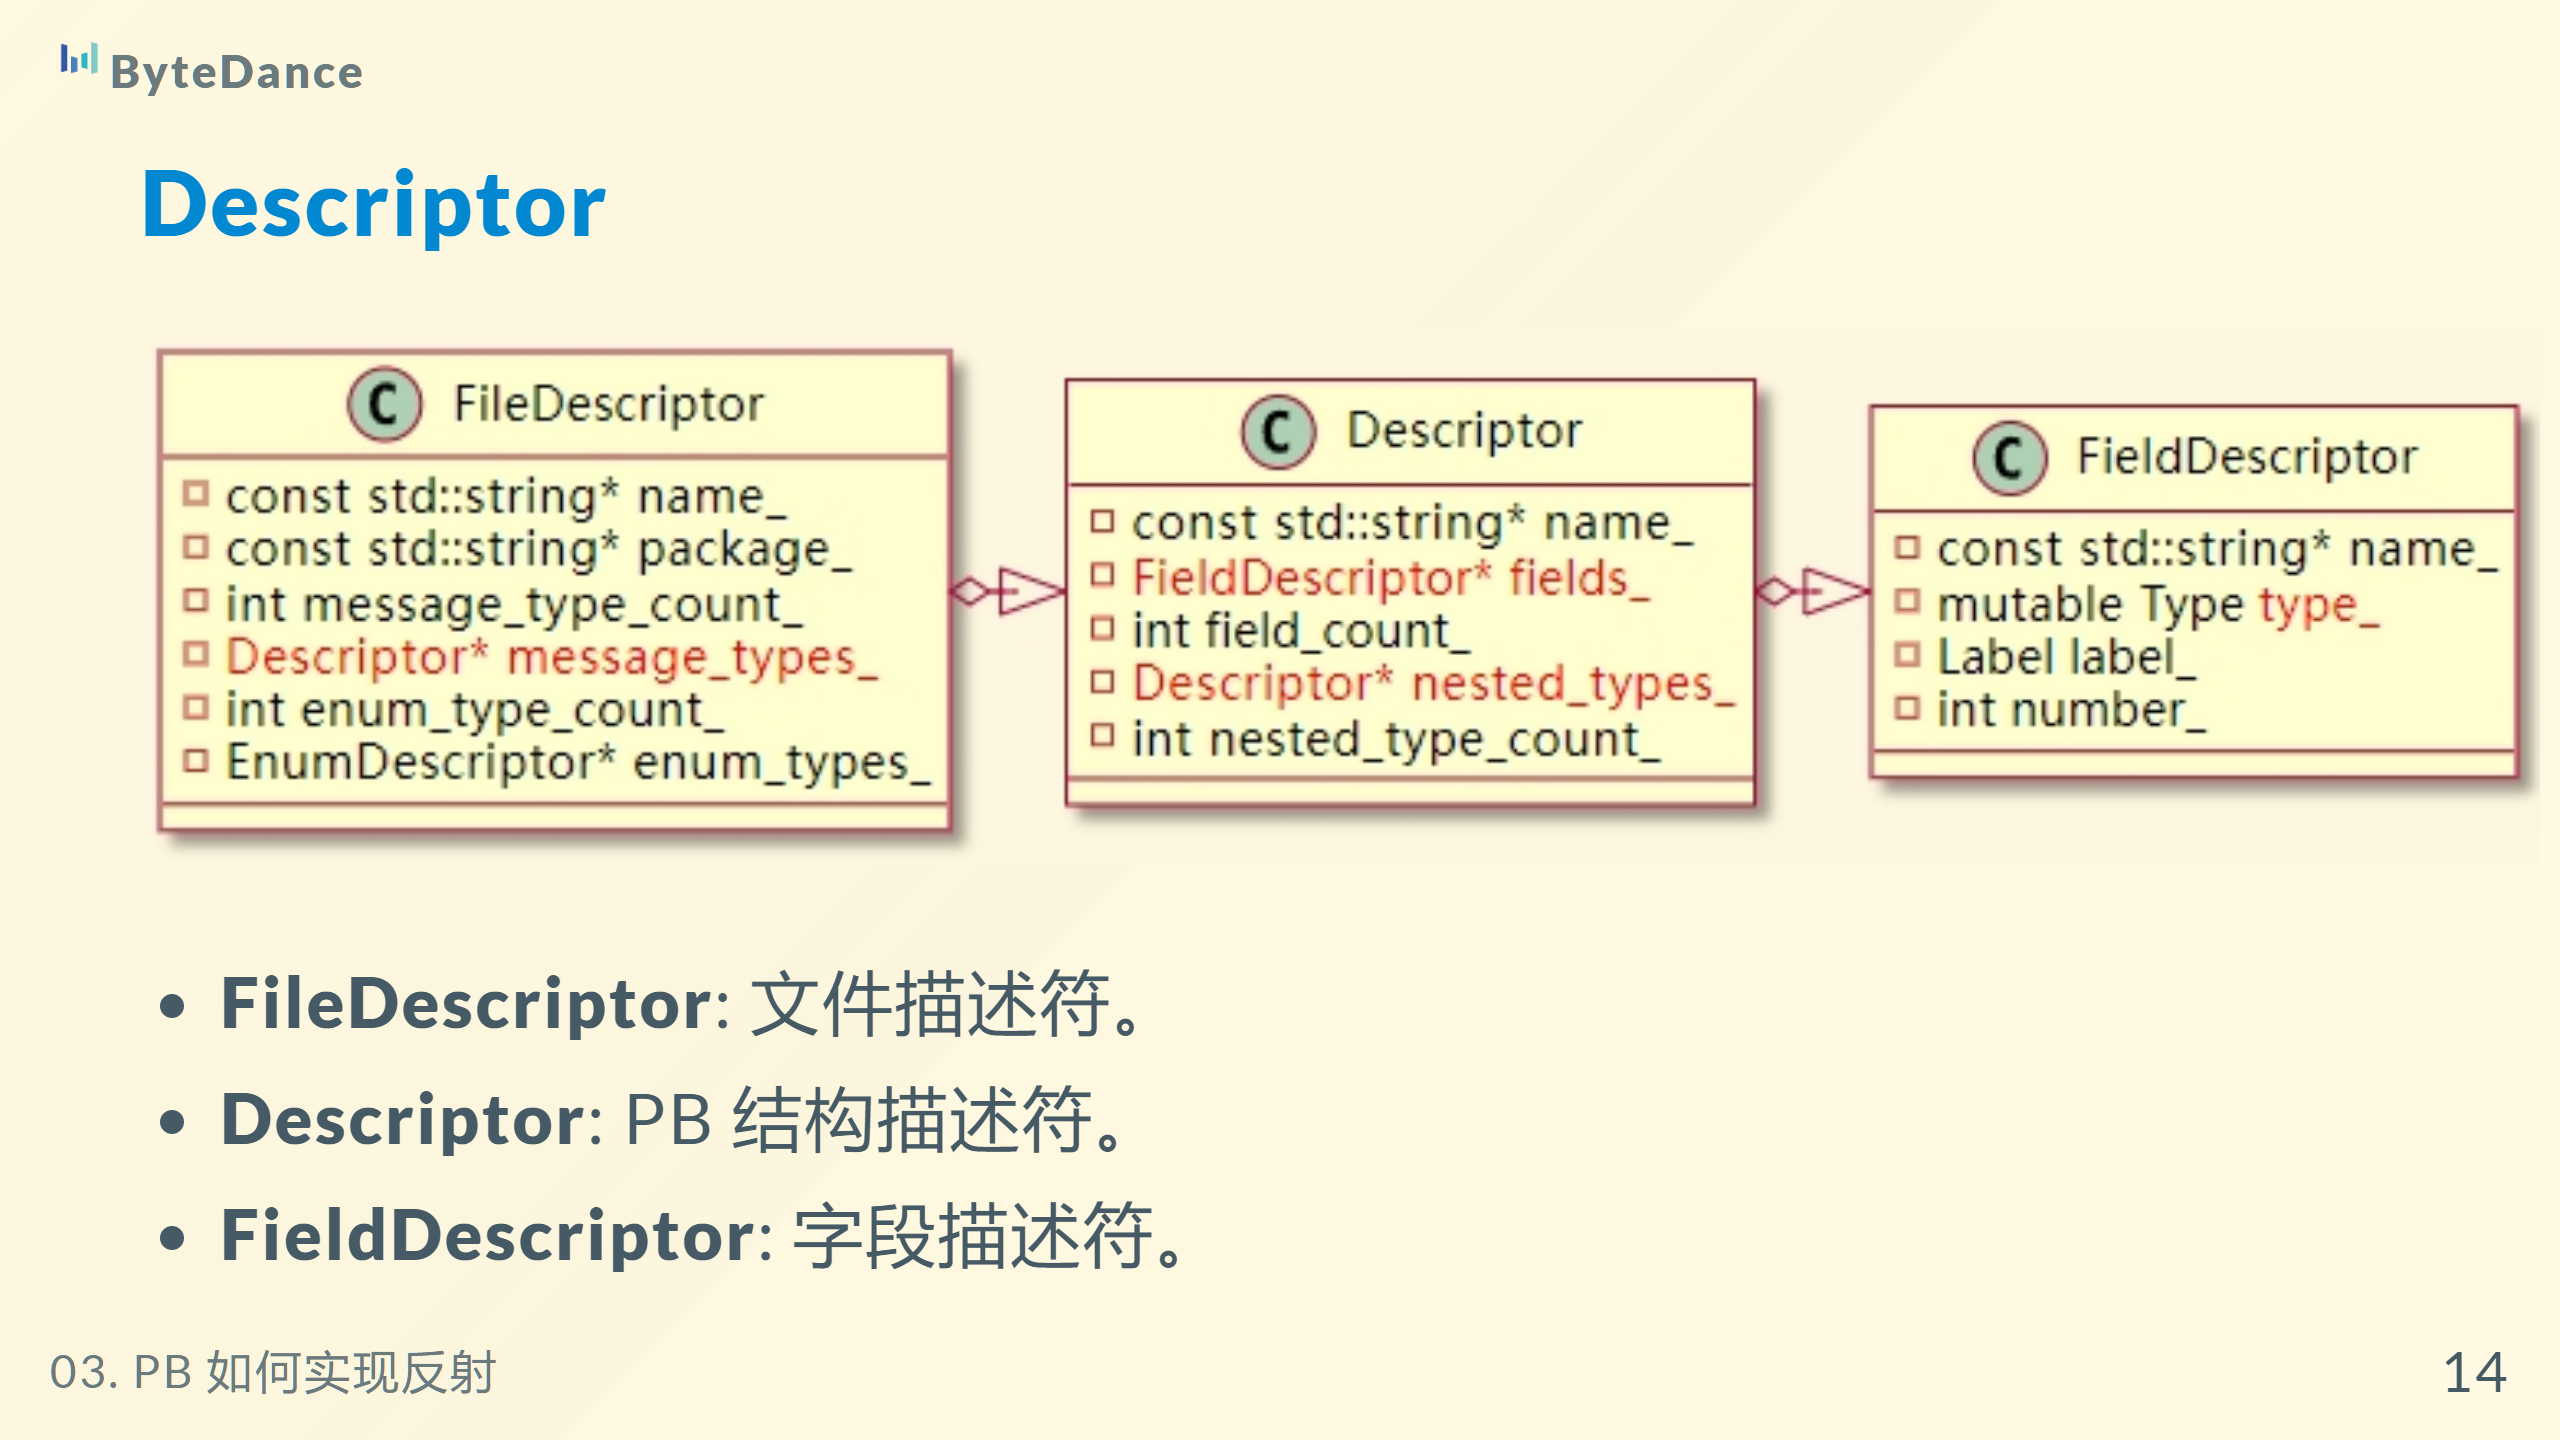 ByteDance
Descriptor
C FileDescriptor
const std::string* name_
const std::string* package_
int message_type_count_
Descriptor* message_types_
int enum_type_count_
EnumDescriptor* enum_types_
C Descriptor
const std::string* name_
FieldDescriptor* fields_
int field_count_
Descriptor* nested_types_
int nested_type_count_
C FieldDescriptor
const std::string* name_
mutable Type type_
Label label_
int number_
• FileDescriptor: 文件描述符。
• Descriptor: PB 结构描述符。
• FieldDescriptor: 字段描述符。
03. PB 如何实现反射
14